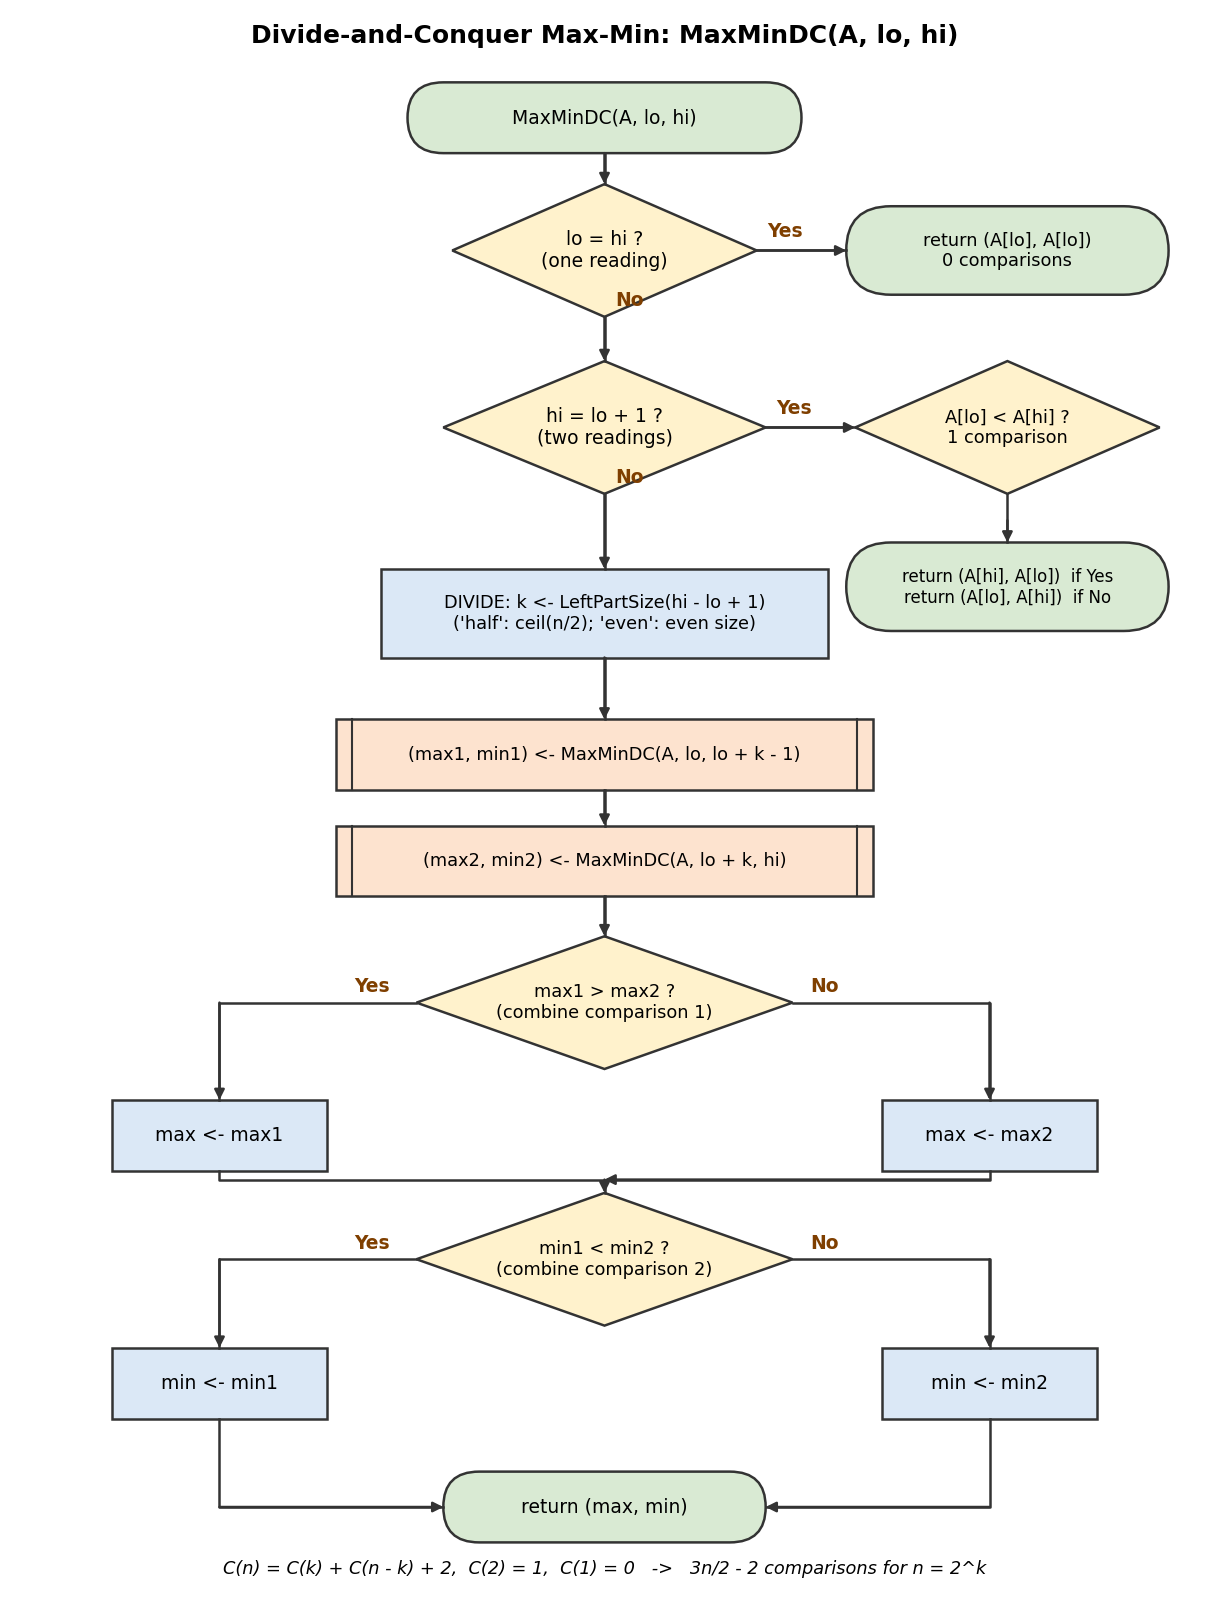 Divide-and-Conquer Max-Min: MaxMinDC(A, lo, hi)
MaxMinDC(A, lo, hi)
lo = hi ?
(one reading)
Yes
return (A[lo], A[lo])
0 comparisons
No
hi = lo + 1 ?
(two readings)
Yes
A[lo] < A[hi] ?
1 comparison
No
return (A[hi], A[lo])  if Yes
return (A[lo], A[hi])  if No
DIVIDE: k <- LeftPartSize(hi - lo + 1)
('half': ceil(n/2); 'even': even size)
(max1, min1) <- MaxMinDC(A, lo, lo + k - 1)
(max2, min2) <- MaxMinDC(A, lo + k, hi)
max1 > max2 ?
(combine comparison 1)
Yes
No
max <- max1
max <- max2
min1 < min2 ?
(combine comparison 2)
Yes
No
min <- min1
min <- min2
return (max, min)
C(n) = C(k) + C(n - k) + 2,  C(2) = 1,  C(1) = 0   ->   3n/2 - 2 comparisons for n = 2^k